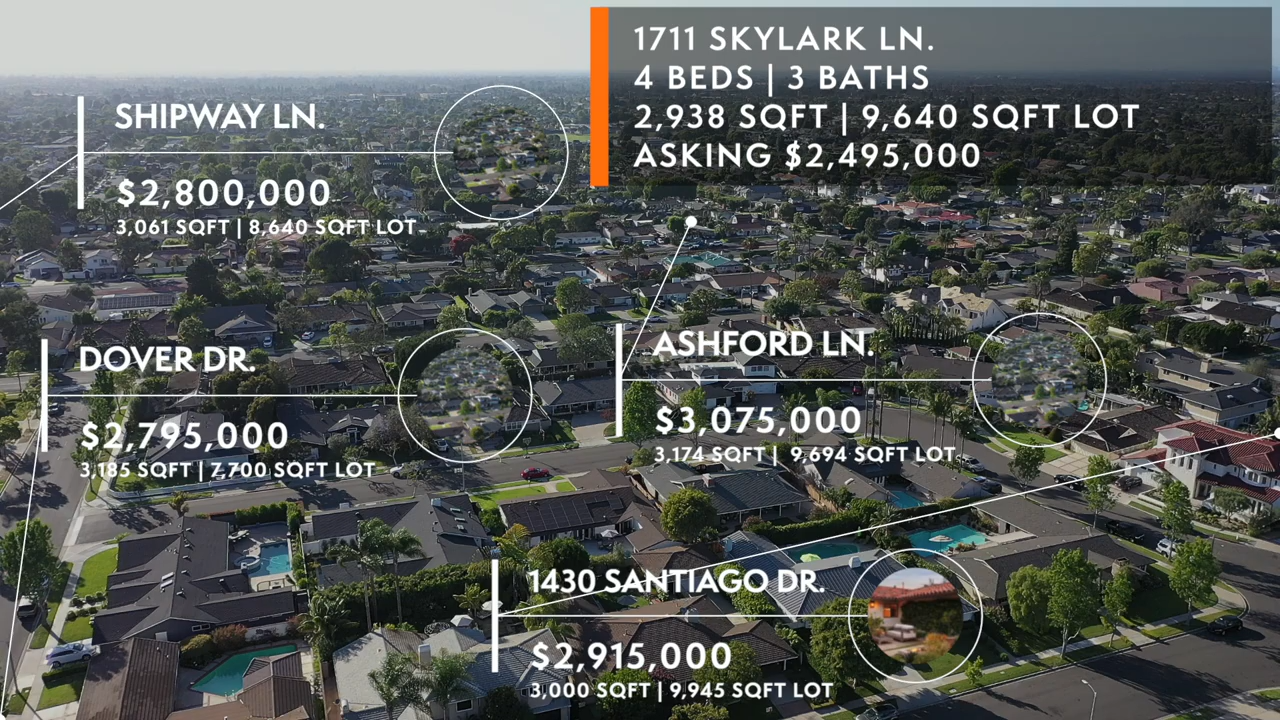 1711 SKYLARK LN.
4 BEDS | 3 BATHS
2,938 SQFT | 9,640 SQFT LOT
ASKING $2,495,000
SHIPWAY LN.
$2,800,000
3,061 SQFT | 8,640 SQFT LOT
DOVER DR.
$2,795,000
3,185 SQFT | 7,700 SQFT LOT
ASHFORD LN.
$3,075,000
3,174 SQFT | 9,694 SQFT LOT
1430 SANTIAGO DR.
$2,915,000
3,000 SQFT | 9,945 SQFT LOT